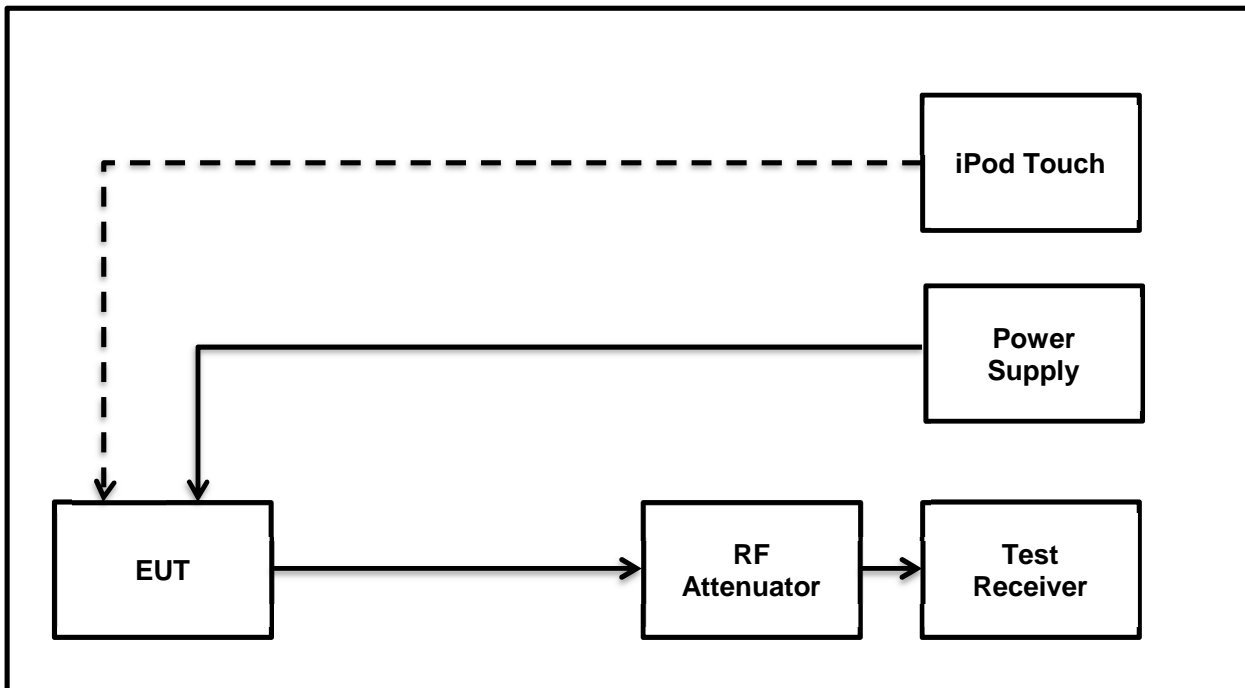 iPod Touch
Power
Supply
EUT
RF
Attenuator
Test
Receiver